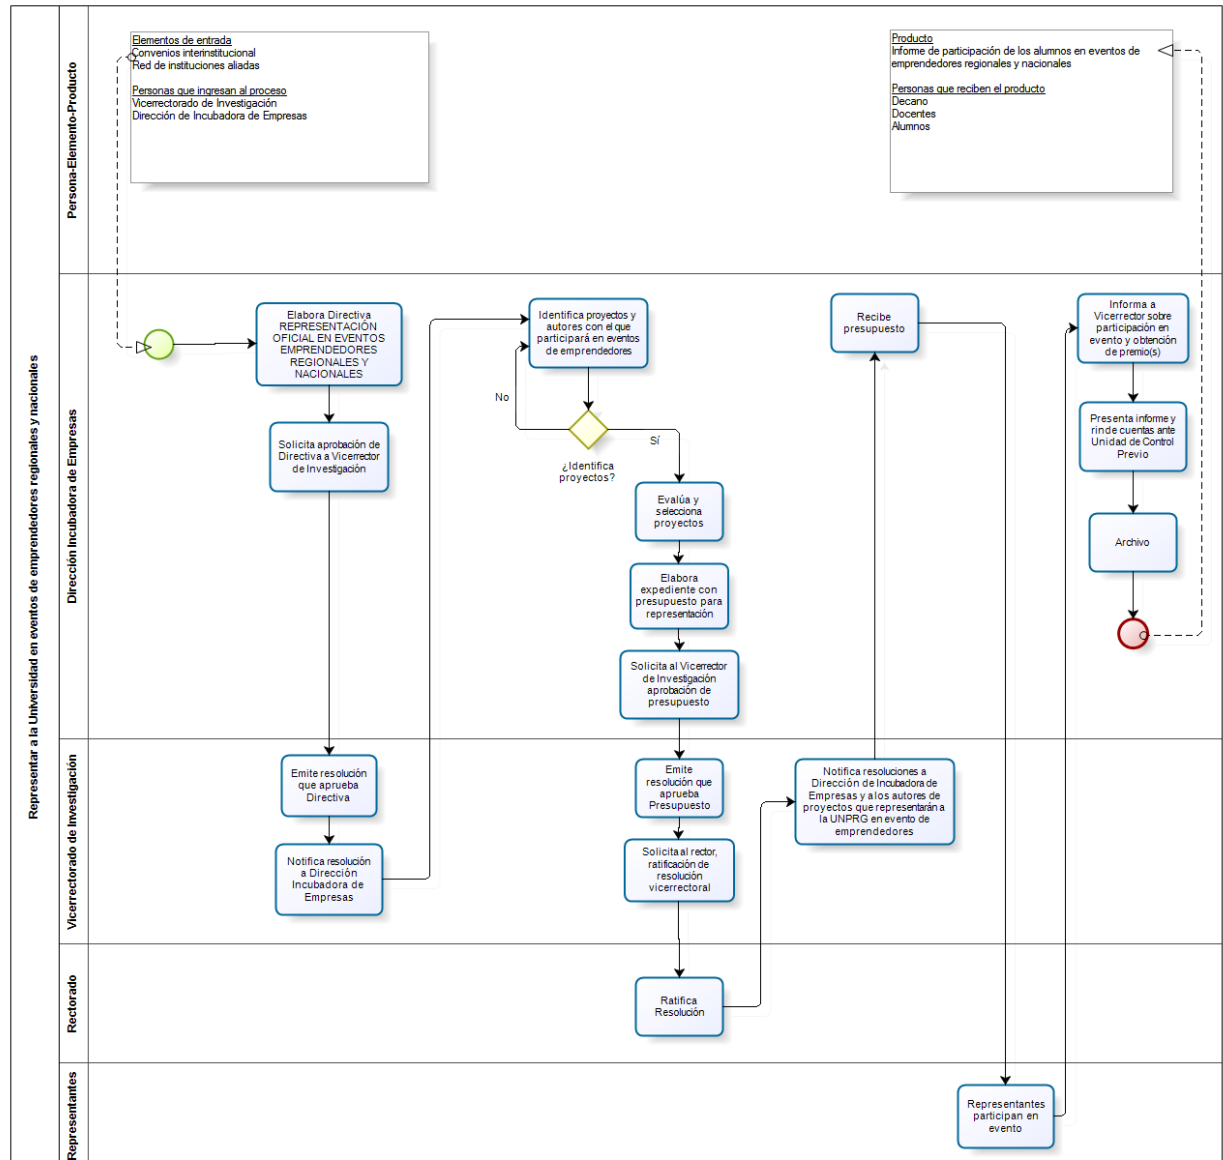 Representar a la Universidad en eventos de emprendedores regionales y nacionales
Persona-Elemento-Producto
Elementos de entrada
Convenios interinstitucional
Red de instituciones aliadas
Personas que ingresan al proceso
Vicerrectorado de Investigación
Dirección de Incubadora de Empresas
Producto
Informe de participación de los alumnos en eventos de
emprendedores regionales y nacionales
Personas que reciben el producto
Decano
Docentes
Alumnos
Dirección Incubadora de Empresas
Elabora Directiva
REPRESENTACIÓN
OFICIAL EN EVENTOS
EMPRENDEDORES
REGIONALES Y
NACIONALES
Solicita aprobación de
Directiva a Vicerrector
de Investigación
Identifica proyectos y
autores con el que
participará en eventos
de emprendedores
No
Sí
¿Identifica
proyectos?
Evalúa y
selecciona
proyectos
Elabora
expediente con
presupuesto para
representación
Solicita al Vicerrector
de Investigación
aprobación de
presupuesto
Recibe
presupuesto
Informa a
Vicerrector sobre
participación en
evento y obtención
de premio(s)
Presenta informe y
rinde cuentas ante
Unidad de Control
Previo
Archivo
Vicerrectorado de Investigación
Emite resolución
que aprueba
Directiva
Notifica resolución
a Dirección
Incubadora de
Empresas
Emite
resolución que
aprueba
Presupuesto
Solicita al rector,
ratificación de
resolución
vicerrectoral
Notifica resoluciones a
Dirección de Incubadora de
Empresas y a los autores de
proyectos que representarán a
la UNPRG en evento de
emprendedores
Rectorado
Ratifica
Resolución
Representantes
Representantes
participan en
evento